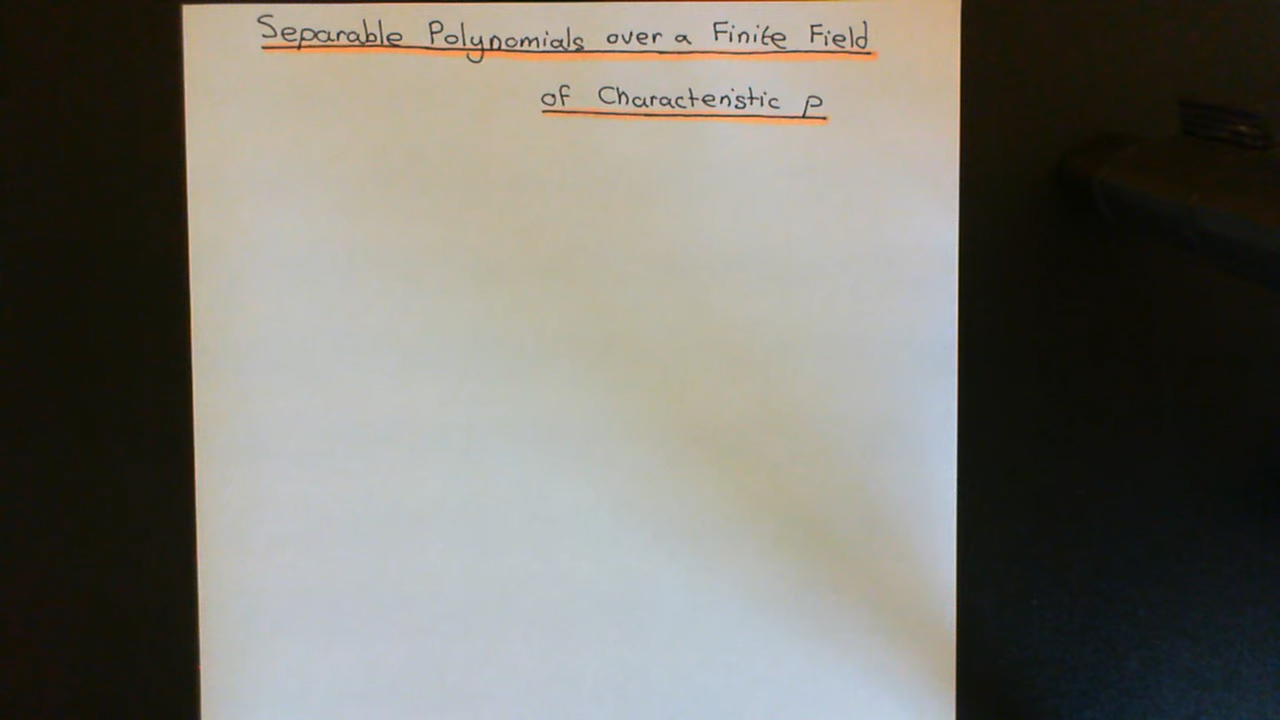 Separable Polynomials over a Finite Field
of Characteristic p